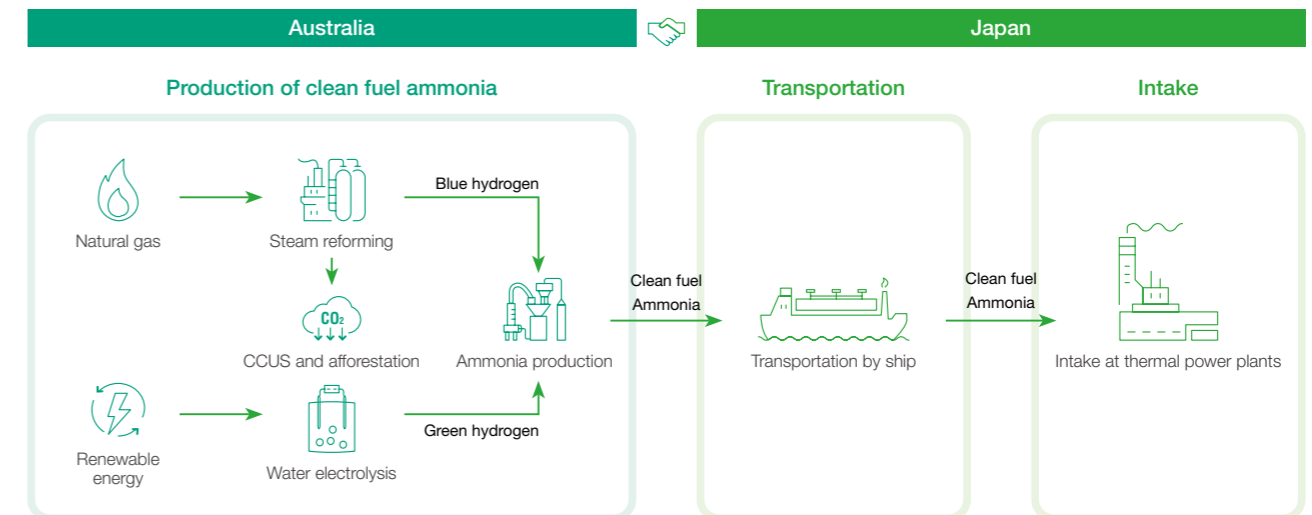 Australia
Japan
Production of clean fuel ammonia
Transportation
Intake
Natural gas
Steam reforming
Blue hydrogen
CO₂
CCUS and afforestation
Ammonia production
Renewable
energy
Water electrolysis
Green hydrogen
Clean fuel
Ammonia
Transportation by ship
Clean fuel
Ammonia
Intake at thermal power plants